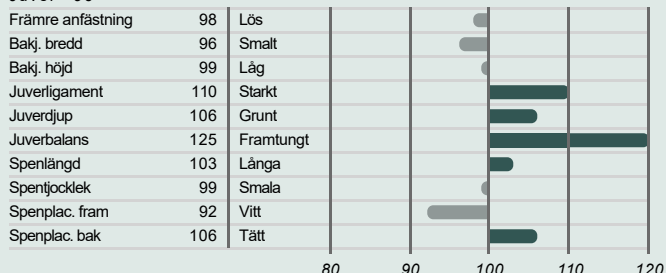 Främre anfästning 98 Lös
Bakj. bredd 96 Smalt
Bakj. höjd 99 Låg
Juverligament 110 Starkt
Juverdjup 106 Grunt
Juverbalans 125 Framtungt
Spenlängd 103 Långa
Spentjocklek 99 Smala
Spenplac. fram 92 Vitt
Spenplac. bak 106 Tätt
80 90 100 110 120